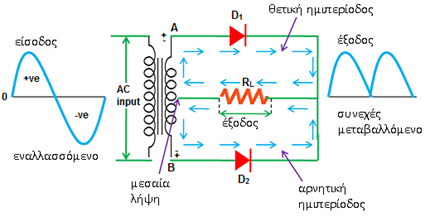 θετική ημιπερίοδος
A
D1
+
-
είσοδος
έξοδος
+ve
AC
input
RL
0
-ve
έξοδος
συνεχές
μεταβαλλόμενο
εναλλασσόμενο
-
+
B
D2
μεσαία
λήψη
αρνητική
ημιπερίοδος